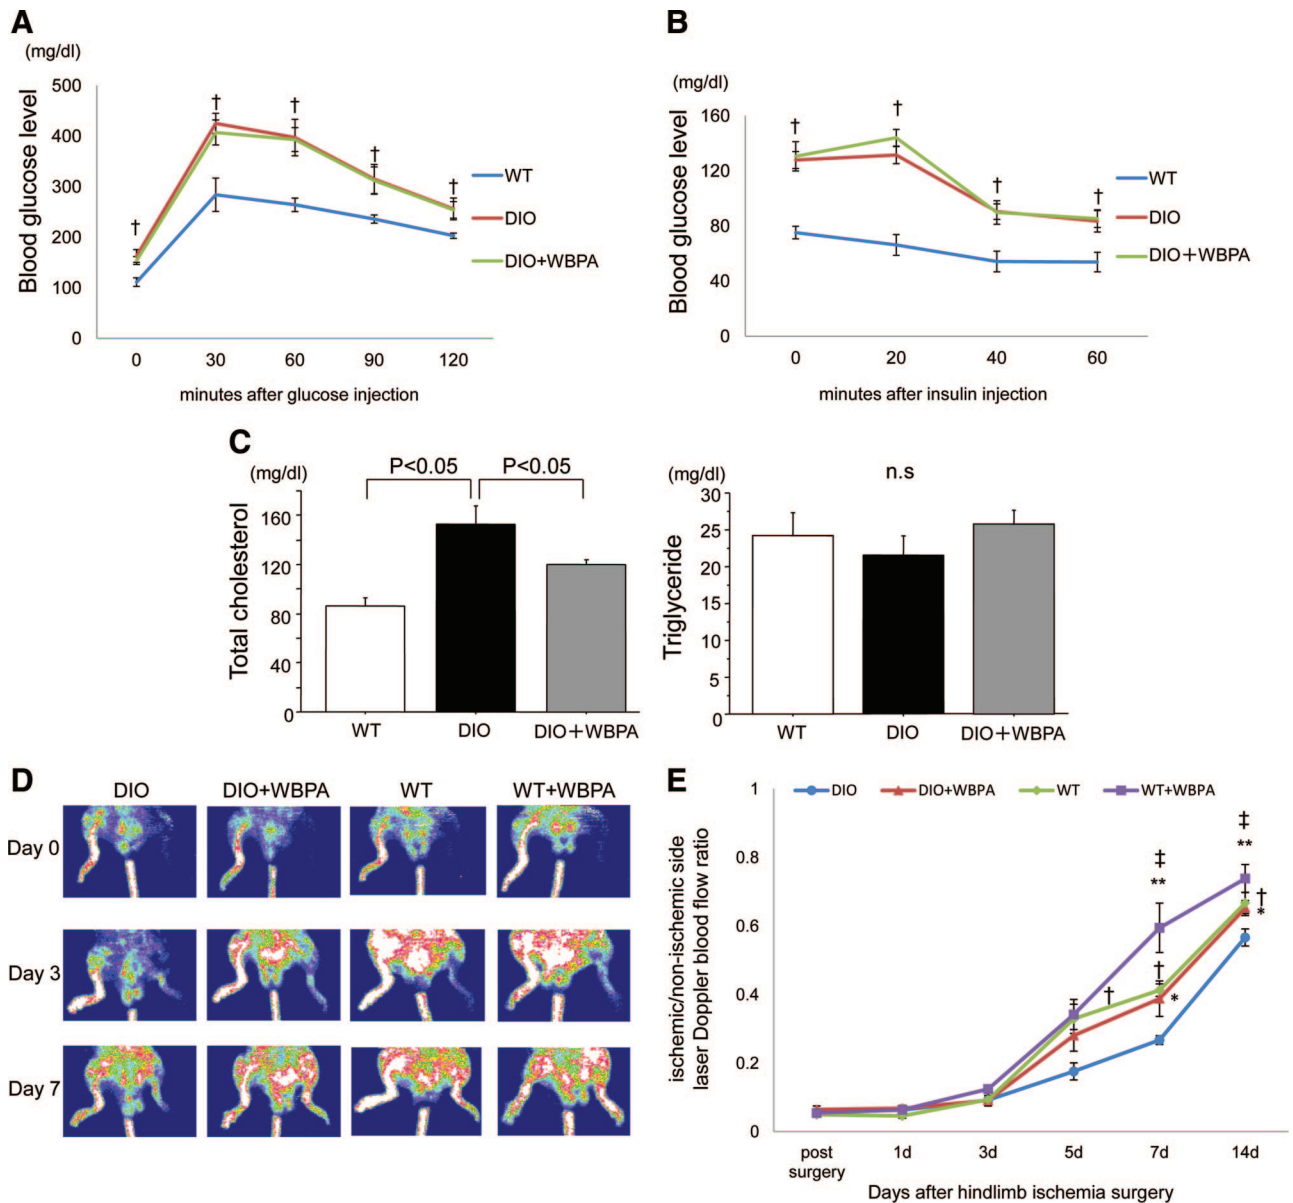 A
(mg/dl)
Blood glucose level
500
400
300
200
100
0
† † † † †
0 30 60 90 120
minutes after glucose injection
WT
DIO
DIO+WBPA
B
(mg/dl)
Blood glucose level
160
120
80
40
0
† † † †
0 20 40 60
minutes after insulin injection
WT
DIO
DIO+WBPA
C
(mg/dl)
Total cholesterol
P<0.05 P<0.05
160
120
80
40
0
WT DIO DIO+WBPA
(mg/dl)
Triglyceride
n.s
30
25
20
15
10
5
0
WT DIO DIO+WBPA
D
DIO DIO+WBPA WT WT+WBPA
Day 0
Day 3
Day 7
E
ischemic/non-ischemic side
laser Doppler blood flow ratio
DIO DIO+WBPA WT WT+WBPA
1
0.8
0.6
0.4
0.2
0
†
‡
**
†
*
‡
**
†
*
post surgery 1d 3d 5d 7d 14d
Days after hindlimb ischemia surgery